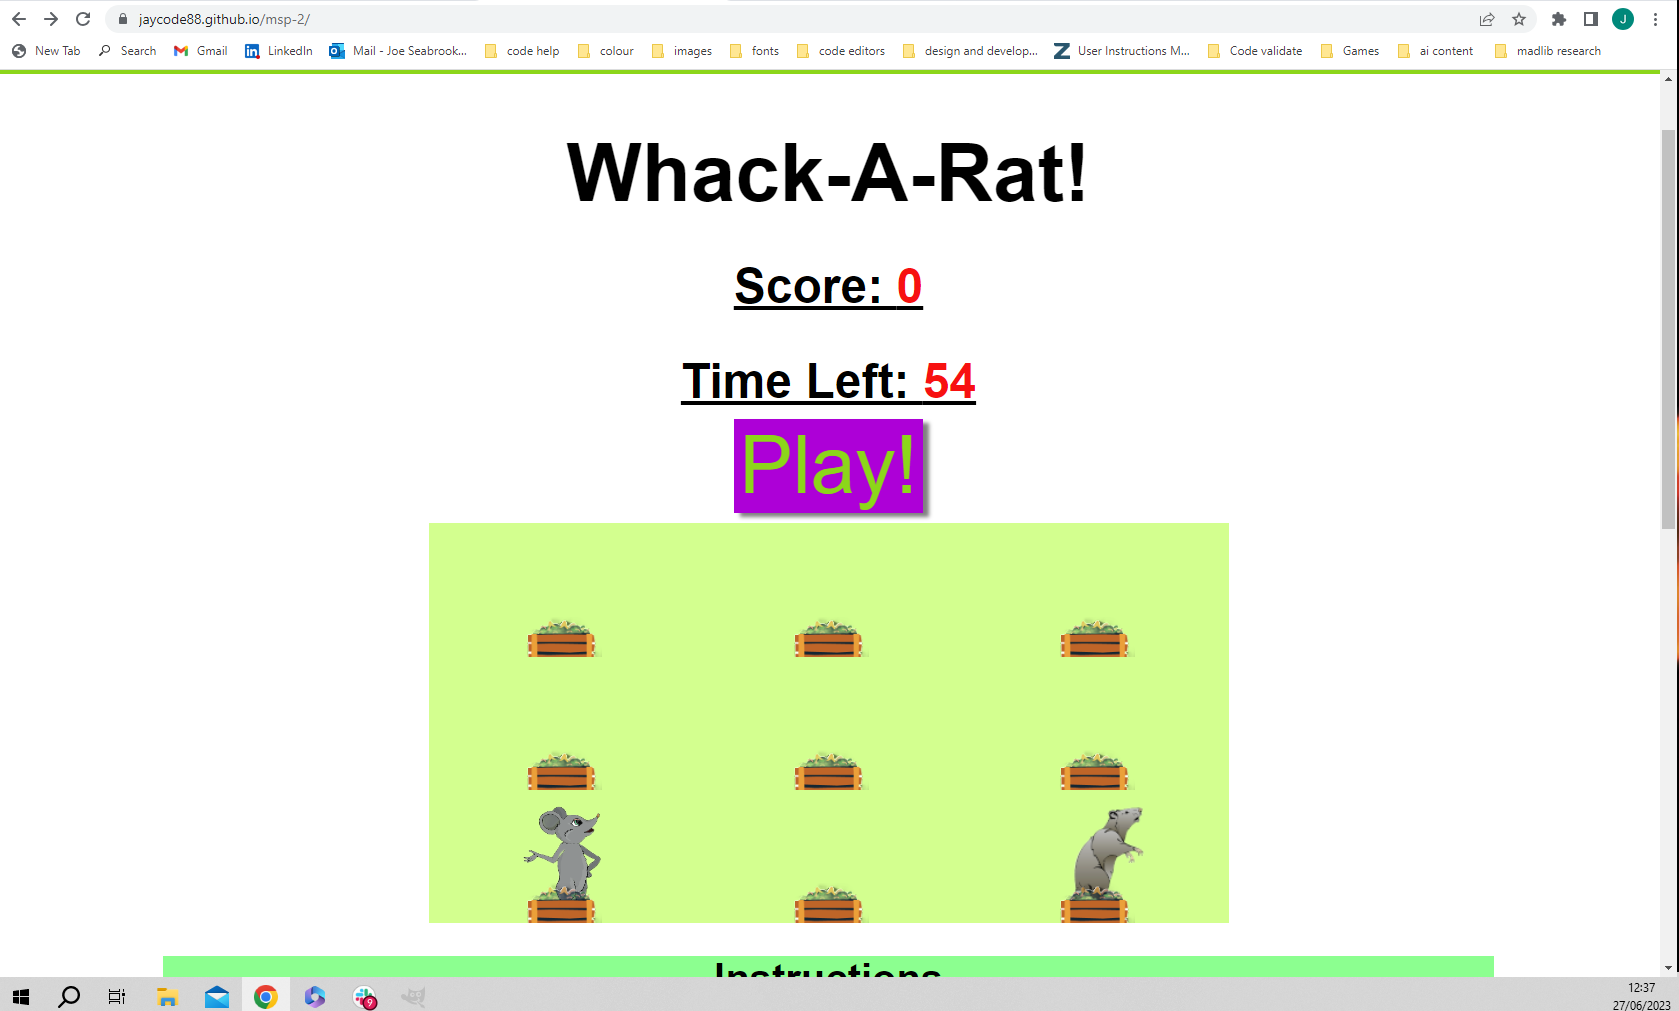 jaycode88.github.io/msp-2/
J
New Tab Search Gmail LinkedIn Mail - Joe Seabrook... code help colour images fonts code editors design and develop... User Instructions M... Code validate Games ai content madlib research
Whack-A-Rat!
Score: 0
Time Left: 54
Play!
Instructions
9
12:37
27/06/2023